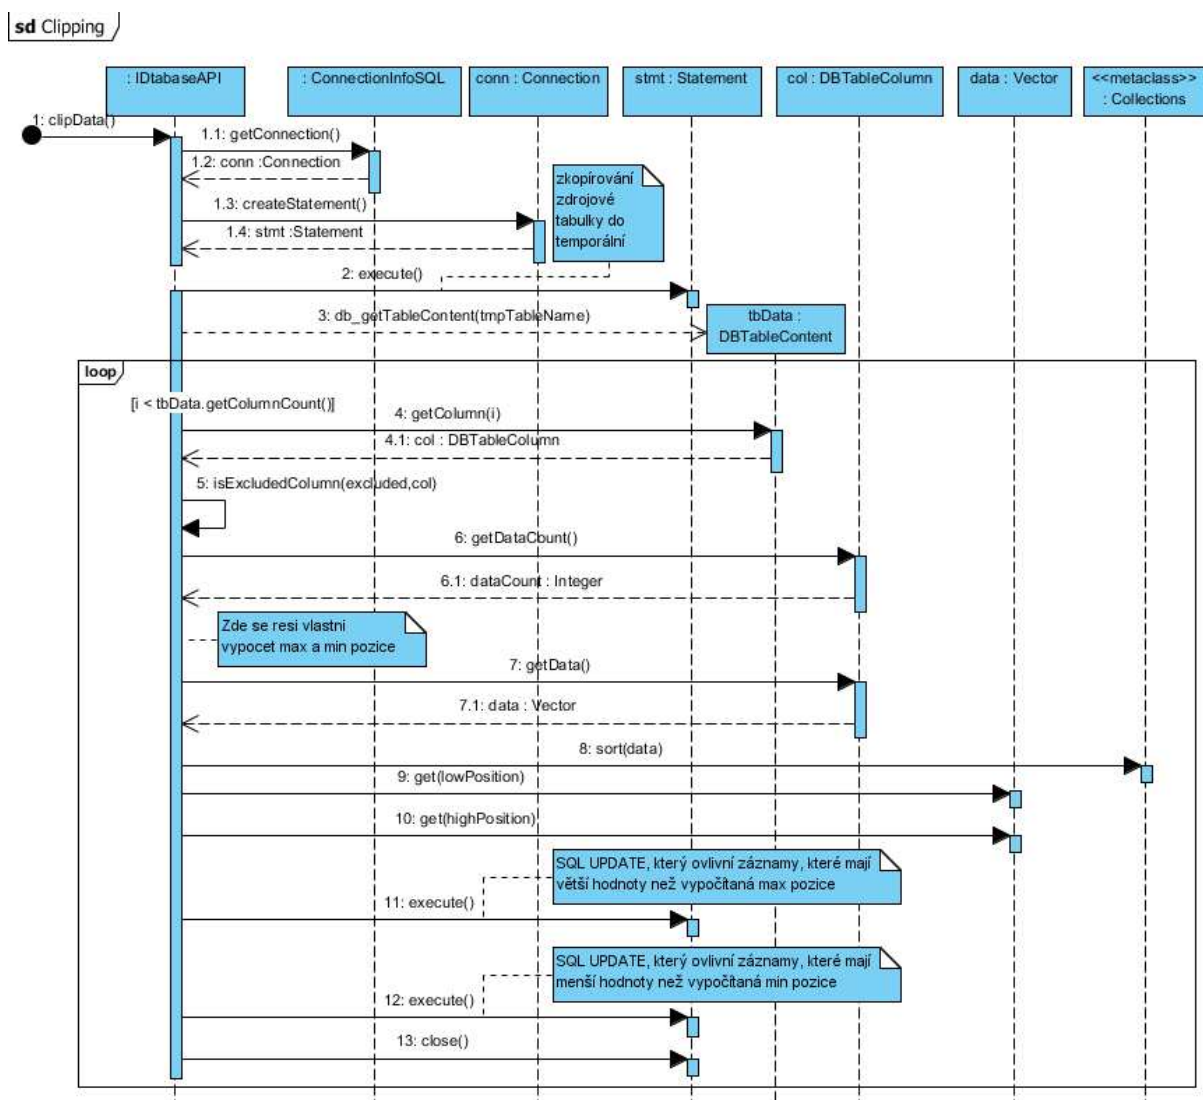 sd Clipping
: IDtabaseAPI
: ConnectionInfoSQL
conn : Connection
stmt : Statement
col : DBTableColumn
data : Vector
<<metaclass>>
: Collections
1: clipData()
1.1: getConnection()
1.2: conn :Connection
zkopírování
zdrojové
tabulky do
temporální
1.3: createStatement()
1.4: stmt :Statement
2: execute()
3: db_getTableContent(tmpTableName)
tbData :
DBTableContent
loop
[i < tbData.getColumnCount()]
4: getColumn(i)
4.1: col : DBTableColumn
5: isExcludedColumn(excluded,col)
6: getDataCount()
6.1: dataCount : Integer
Zde se resi vlastni
vypocet max a min pozice
7: getData()
7.1: data : Vector
8: sort(data)
9: get(lowPosition)
10: get(highPosition)
SQL UPDATE, který ovlivní záznamy, které mají
větší hodnoty než vypočítaná max pozice
11: execute()
SQL UPDATE, který ovlivní záznamy, které mají
menší hodnoty než vypočítaná min pozice
12: execute()
13: close()